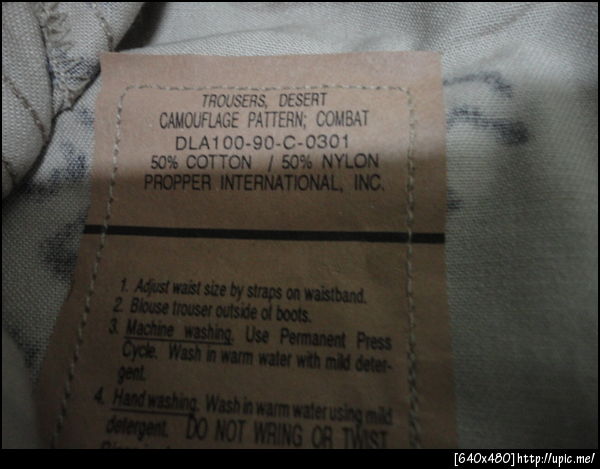 TROUSERS, DESERT
CAMOUFLAGE PATTERN; COMBAT
DLA100-90-C-0301
50% COTTON / 50% NYLON
PROPPER INTERNATIONAL, INC.
1. Adjust waist size by straps on waistband.
2. Blouse trouser outside of boots.
3. Machine washing. Use Permanent Press
Cycle. Wash in warm water with mild deter-
gent.
4. Hand washing. Wash in warm water using mild
detergent. DO NOT WRING OR TWIST
[640x480]http://upic.me/